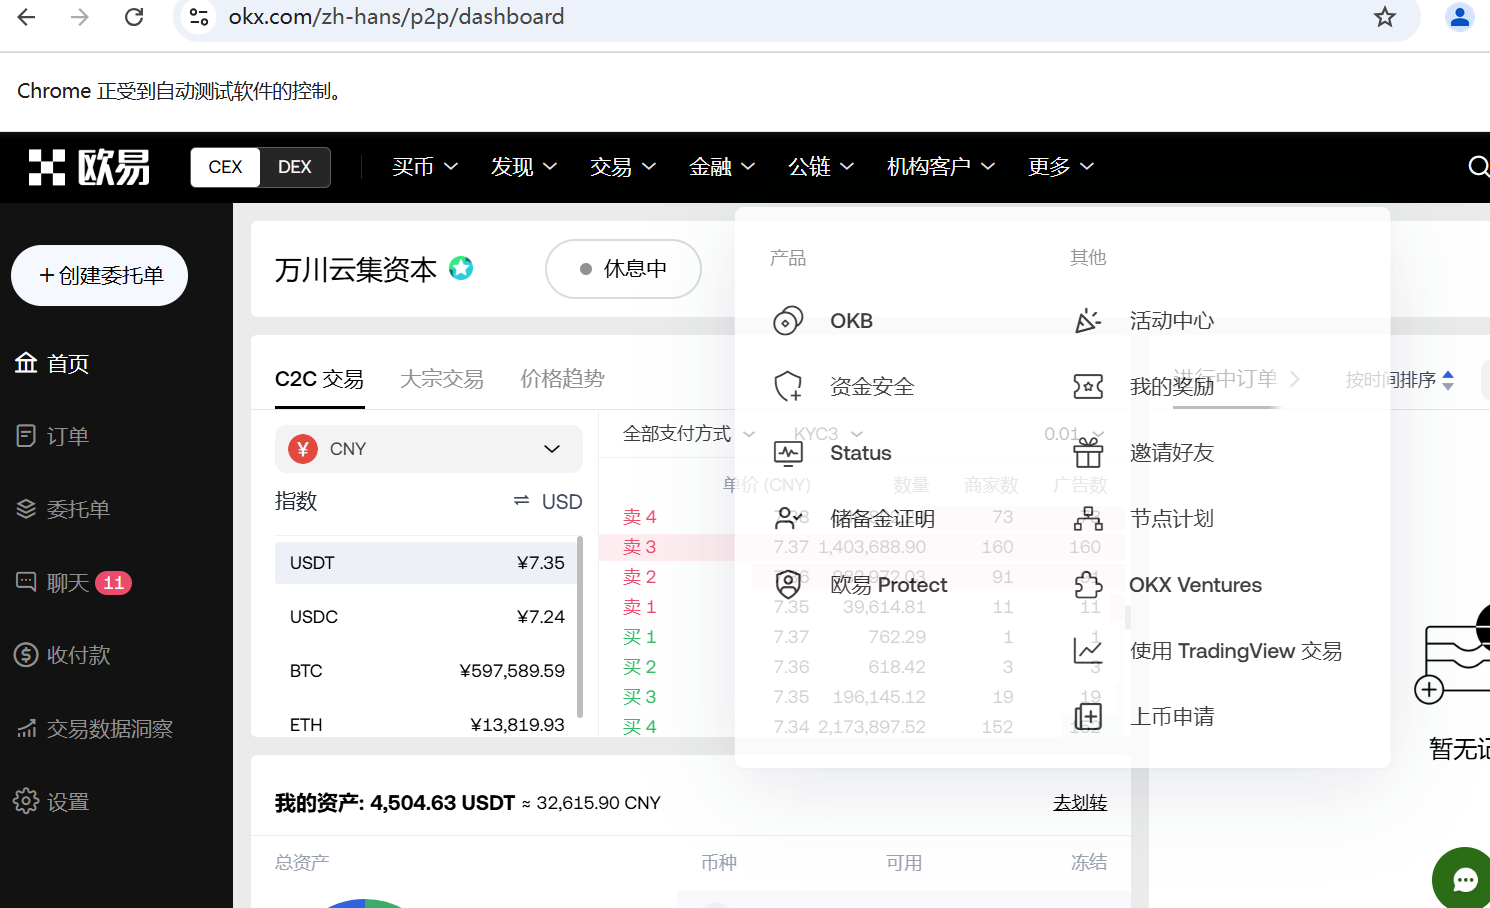 okx.com/zh-hans/p2p/dashboard
Chrome 正受到自动测试软件的控制。
欧易
CEX
DEX
买币
发现
交易
金融
公链
机构客户
更多
+创建委托单
首页
订单
委托单
聊天 11
收付款
交易数据洞察
设置
万川云集资本
休息中
C2C 交易
大宗交易
价格趋势
¥ CNY
指数
USD
USDT ¥7.35
USDC ¥7.24
BTC ¥597,589.59
ETH ¥13,819.93
全部支付方式
KYC3
0.01
单价 (CNY) 数量 商家数 广告数
卖 4 73
卖 3 7.37 1,403,688.90 160 160
卖 2 91
卖 1 7.35 39,614.81 11 11
买 1 7.37 762.29 1 1
买 2 7.36 618.42 3 3
买 3 7.35 196,145.12 19 19
买 4 7.34 2,173,897.52 152
产品
OKB
资金安全
Status
储备金证明
欧易 Protect
其他
活动中心
我的奖励
邀请好友
节点计划
OKX Ventures
使用 TradingView 交易
上币申请
进行中订单
按时间排序
暂无记
我的资产: 4,504.63 USDT ≈ 32,615.90 CNY
去划转
总资产
币种
可用
冻结